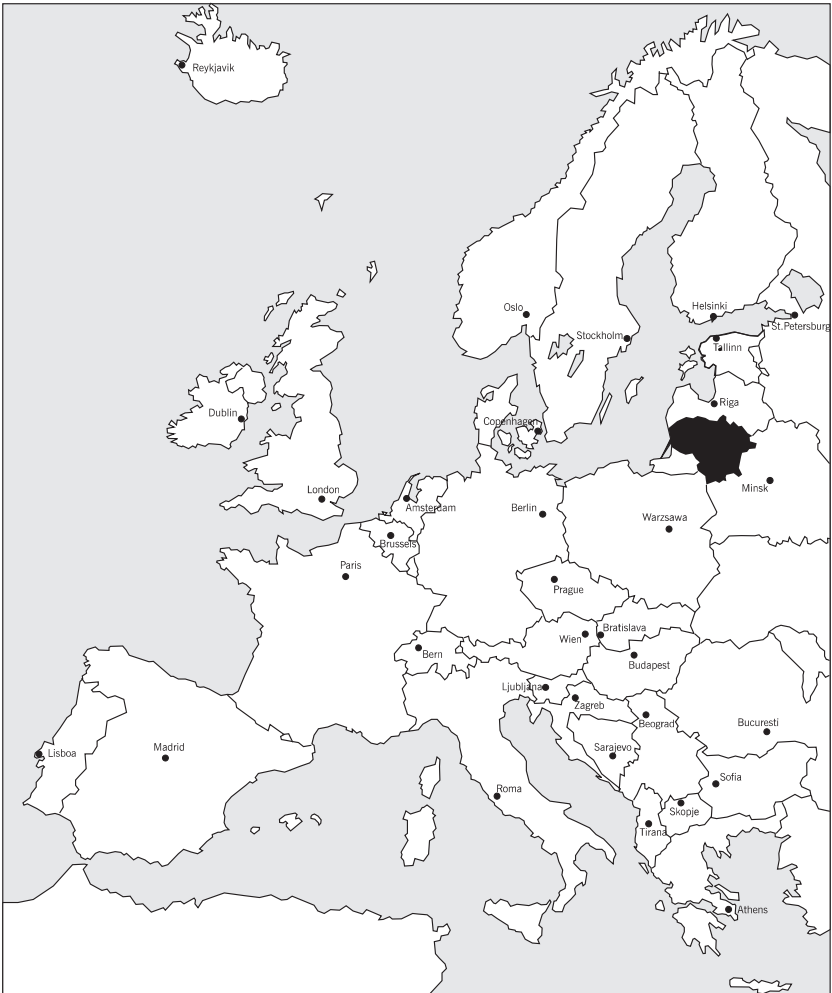 Reykjavik
Oslo
Helsinki
St.Petersburg
Stockholm
Tallinn
Riga
Dublin
Copenhagen
London
Amsterdam
Berlin
Minsk
Warzsawa
Brussels
Paris
Prague
Wien
Bratislava
Bern
Budapest
Ljubljana
Zagreb
Beograd
Bucuresti
Lisboa
Madrid
Sarajevo
Sofia
Roma
Skopje
Tirana
Athens